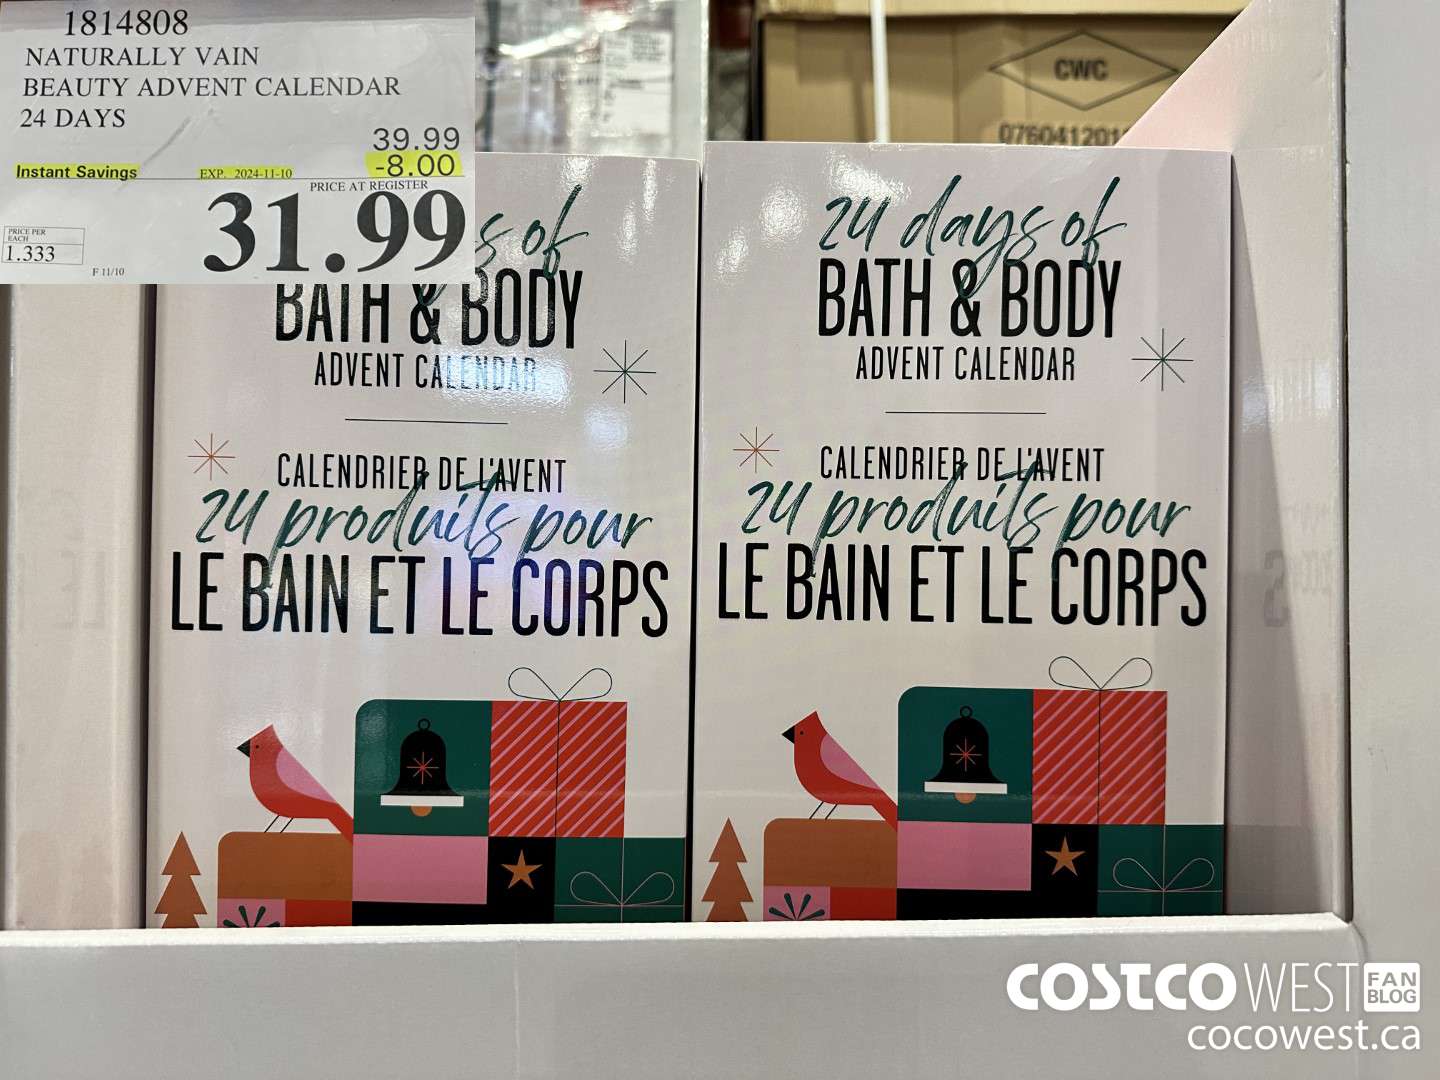 1814808
NATURALLY VAIN
BEAUTY ADVENT CALENDAR
24 DAYS
39.99
Instant Savings EXP. 2024-11-10 -8.00
PRICE AT REGISTER
31.99
PRICE PER
EACH
1.333
F 11/10
CWC
s of
BATH & BODY
ADVENT CALENDAR
CALENDRIER DE L'AVENT
24 produits pour
LE BAIN ET LE CORPS
24 days of
BATH & BODY
ADVENT CALENDAR
CALENDRIER DE L'AVENT
24 produits pour
LE BAIN ET LE CORPS
COSTCO WEST FAN
BLOG
cocowest.ca